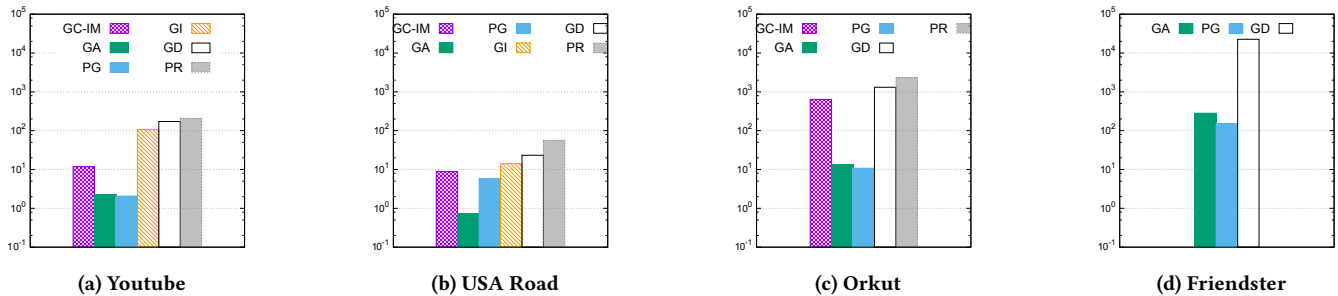 10^5
10^4
10^3
10^2
10^1
10^0
10^-1
GC-IM GI
GA GD
PG PR
(a) Youtube
10^5
10^4
10^3
10^2
10^1
10^0
10^-1
GC-IM PG GD
GA GI PR
(b) USA Road
10^5
10^4
10^3
10^2
10^1
10^0
10^-1
GC-IM PG PR
GA GD
(c) Orkut
10^5
10^4
10^3
10^2
10^1
10^0
10^-1
GA PG GD
(d) Friendster